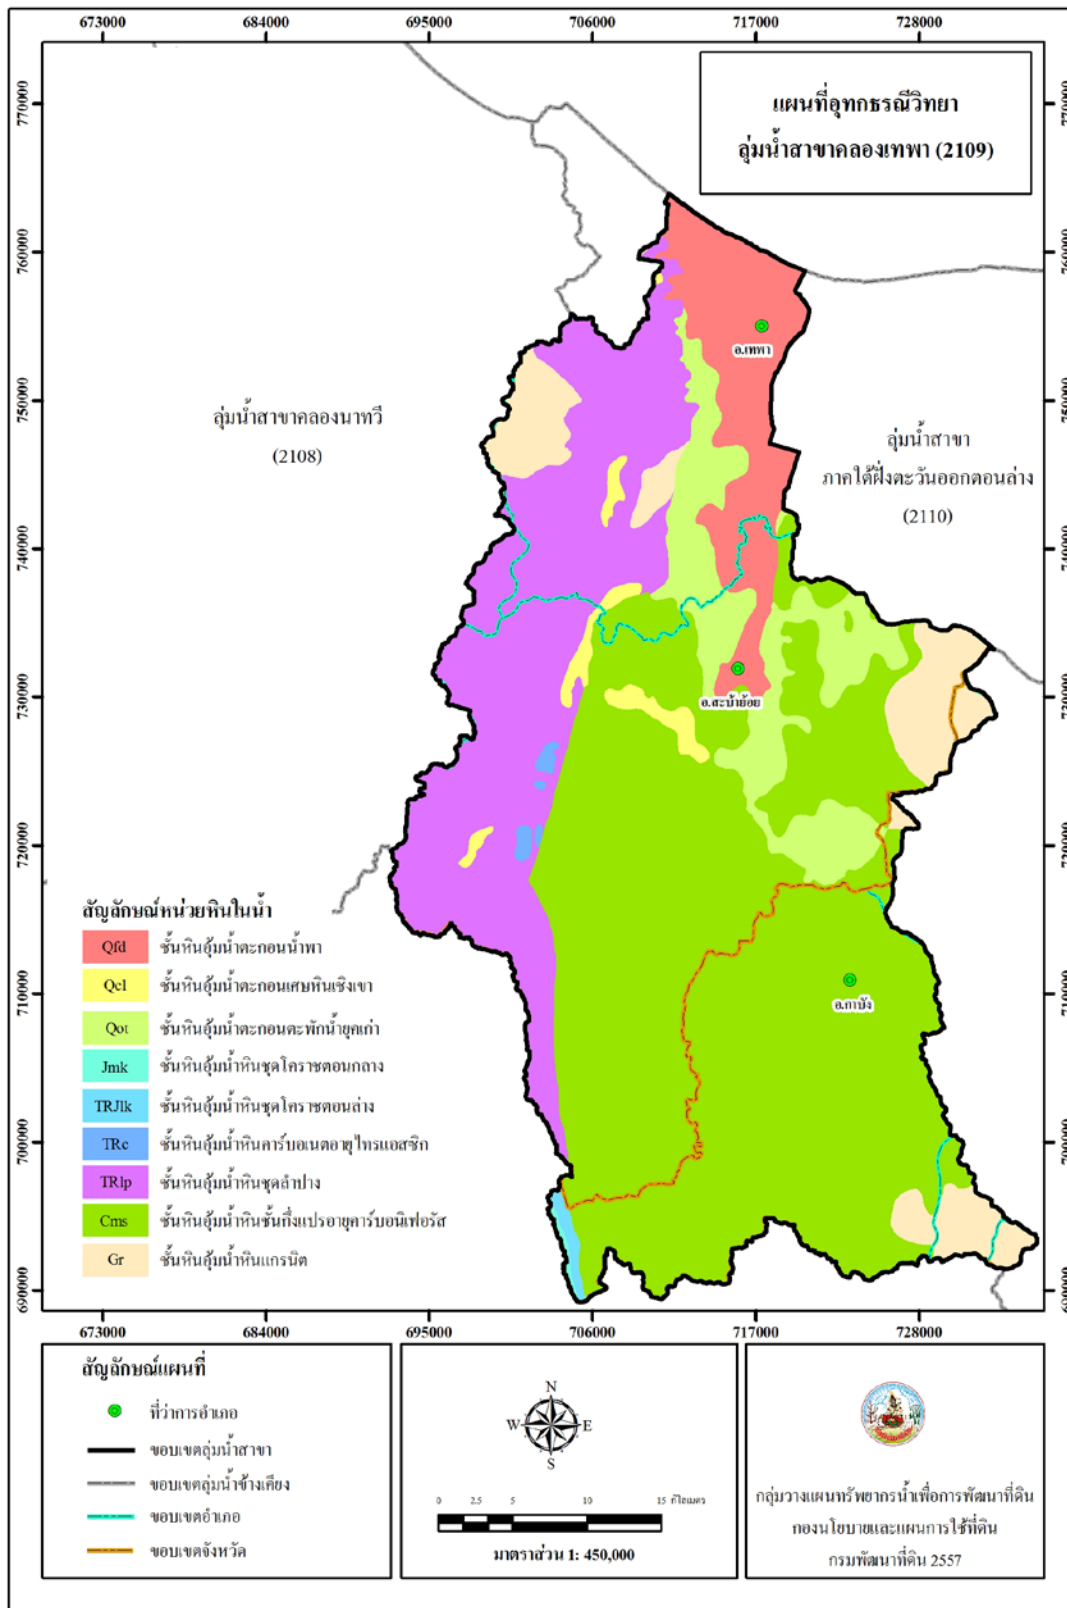 673000 684000 695000 706000 717000 728000
แผนที่อุทกธรณีวิทยา
ลุ่มน้ำสาขาคลองเทพา (2109)
770000 770000
760000 760000
750000 750000
740000 740000
730000 730000
720000 720000
710000 710000
700000 700000
690000 690000
อ.เทพา
ลุ่มน้ำสาขาคลองนาทวี
(2108)
ลุ่มน้ำสาขา
ภาคใต้ฝั่งตะวันออกตอนล่าง
(2110)
อ.สะบ้าย้อย
อ.กาบัง
สัญลักษณ์หน่วยหินในน้ำ
Qfd ชั้นหินอุ้มน้ำตะกอนน้ำพา
Qcl ชั้นหินอุ้มน้ำตะกอนเศษหินเชิงเขา
Qot ชั้นหินอุ้มน้ำตะกอนตะพักน้ำยุคเก่า
Jmk ชั้นหินอุ้มน้ำหินชุดโคราชตอนกลาง
TRJlk ชั้นหินอุ้มน้ำหินชุดโคราชตอนล่าง
TRc ชั้นหินอุ้มน้ำหินคาร์บอเนตอายุไทรแอสซิก
TRlp ชั้นหินอุ้มน้ำหินชุดลำปาง
Cms ชั้นหินอุ้มน้ำหินชั้นกึ่งแปรอายุคาร์บอนิเฟอรัส
Gr ชั้นหินอุ้มน้ำหินแกรนิต
673000 684000 695000 706000 717000 728000
สัญลักษณ์แผนที่
ที่ว่าการอำเภอ
ขอบเขตลุ่มน้ำสาขา
ขอบเขตลุ่มน้ำข้างเคียง
ขอบเขตอำเภอ
ขอบเขตจังหวัด
N
W E
S
0 2.5 5 10 15 กิโลเมตร
มาตราส่วน 1: 450,000
กลุ่มวางแผนทรัพยากรน้ำเพื่อการพัฒนาที่ดิน
กองนโยบายและแผนการใช้ที่ดิน
กรมพัฒนาที่ดิน 2557